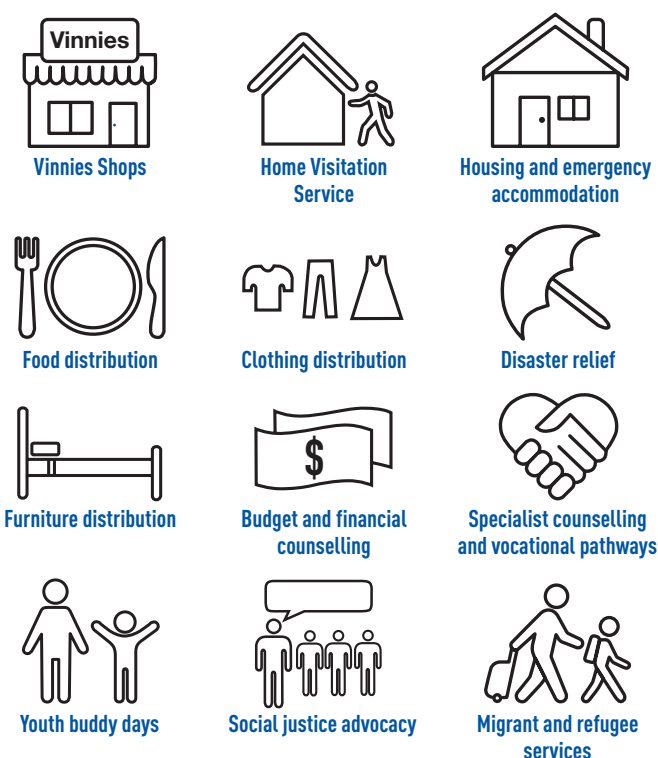 Vinnies
Vinnies Shops
Home Visitation
Service
Housing and emergency
accommodation
Food distribution
Clothing distribution
Disaster relief
Furniture distribution
$
Budget and financial
counselling
Specialist counselling
and vocational pathways
Youth buddy days
Social justice advocacy
Migrant and refugee
services